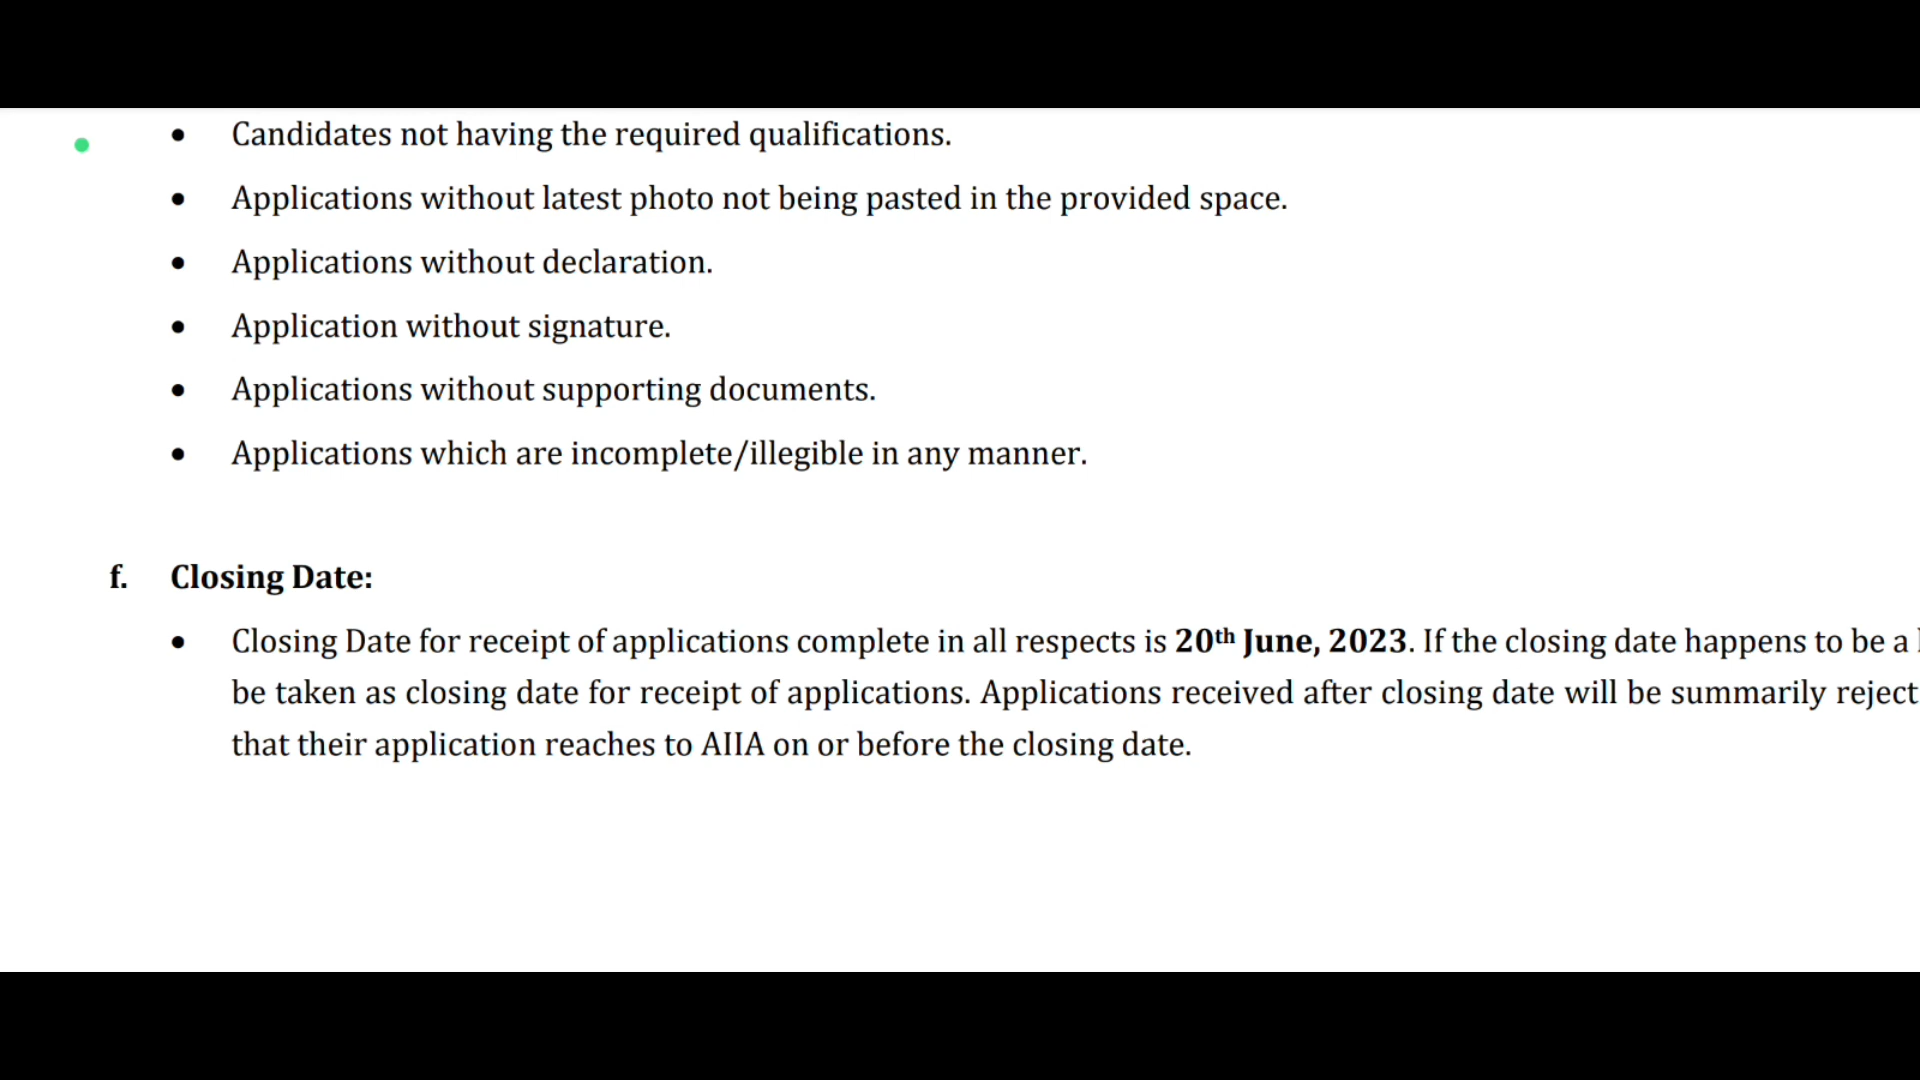 • Candidates not having the required qualifications.
• Applications without latest photo not being pasted in the provided space.
• Applications without declaration.
• Application without signature.
• Applications without supporting documents.
• Applications which are incomplete/illegible in any manner.
f. Closing Date:
• Closing Date for receipt of applications complete in all respects is 20th June, 2023. If the closing date happens to be a
be taken as closing date for receipt of applications. Applications received after closing date will be summarily reject
that their application reaches to AIIA on or before the closing date.